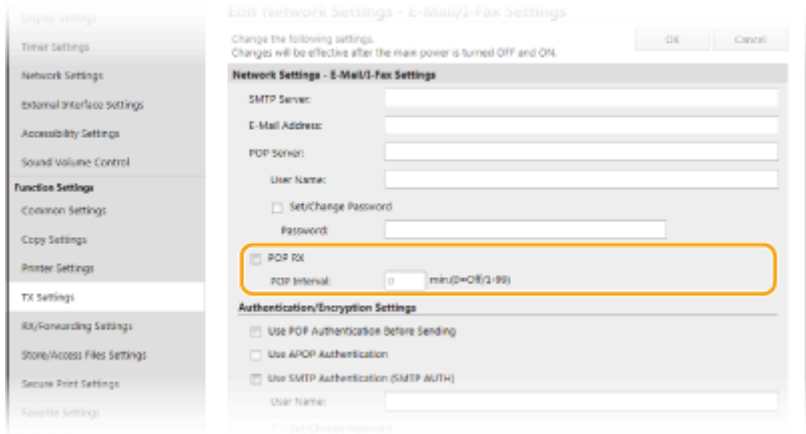 Display Settings
Timer Settings
Network Settings
External Interface Settings
Accessibility Settings
Sound Volume Control
Function Settings
Common Settings
Copy Settings
Printer Settings
TX Settings
RX/Forwarding Settings
Store/Access Files Settings
Secure Print Settings
Favorite Settings
Edit Network Settings - E-Mail/I-Fax Settings
Change the following settings.
Changes will be effective after the main power is turned OFF and ON.
OK
Cancel
Network Settings - E-Mail/I-Fax Settings
SMTP Server:
E-Mail Address:
POP Server:
User Name:
Set/Change Password
Password:
POP RX
POP Interval: 0 min.(0=Off/1-99)
Authentication/Encryption Settings
Use POP Authentication Before Sending
Use APOP Authentication
Use SMTP Authentication (SMTP AUTH)
User Name:
Set/Change Password